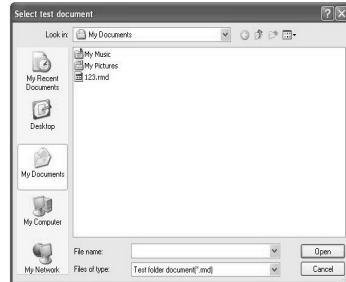 Select test document
Look in:
My Documents
My Recent
Documents
Desktop
My Documents
My Computer
My Network
My Music
My Pictures
123.rmd
File name:
Open
Files of type:
Test folder document(*.rmd)
Cancel